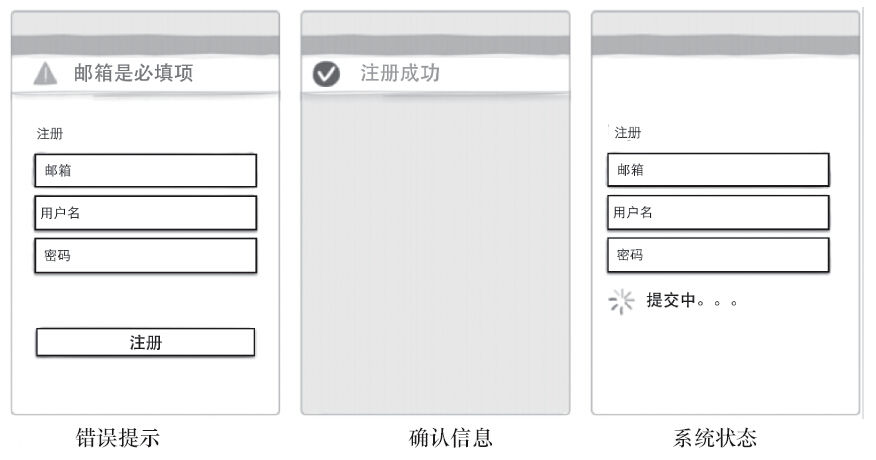 邮箱是必填项
注册
邮箱
用户名
密码
注册
错误提示
注册成功
确认信息
注册
邮箱
用户名
密码
提交中。。。
系统状态